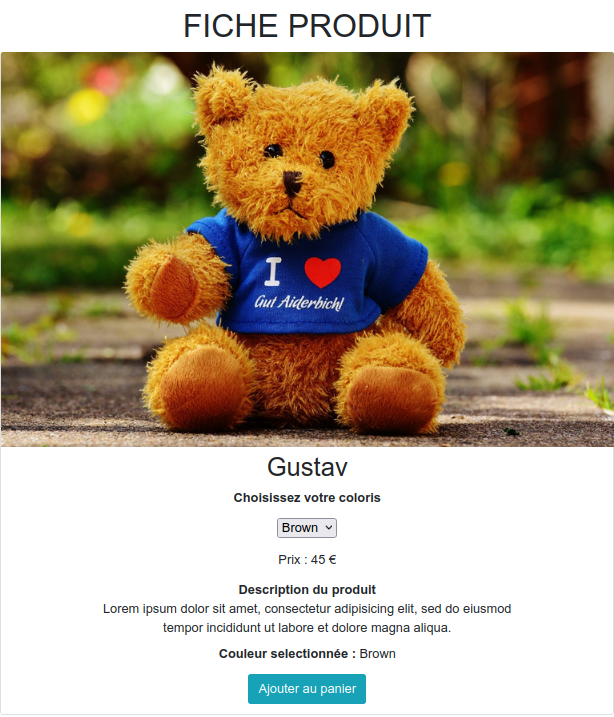 FICHE PRODUIT
I
Gut Aiderbichl
Gustav
Choisissez votre coloris
Brown
Prix : 45 €
Description du produit
Lorem ipsum dolor sit amet, consectetur adipisicing elit, sed do eiusmod
tempor incididunt ut labore et dolore magna aliqua.
Couleur selectionnée : Brown
Ajouter au panier